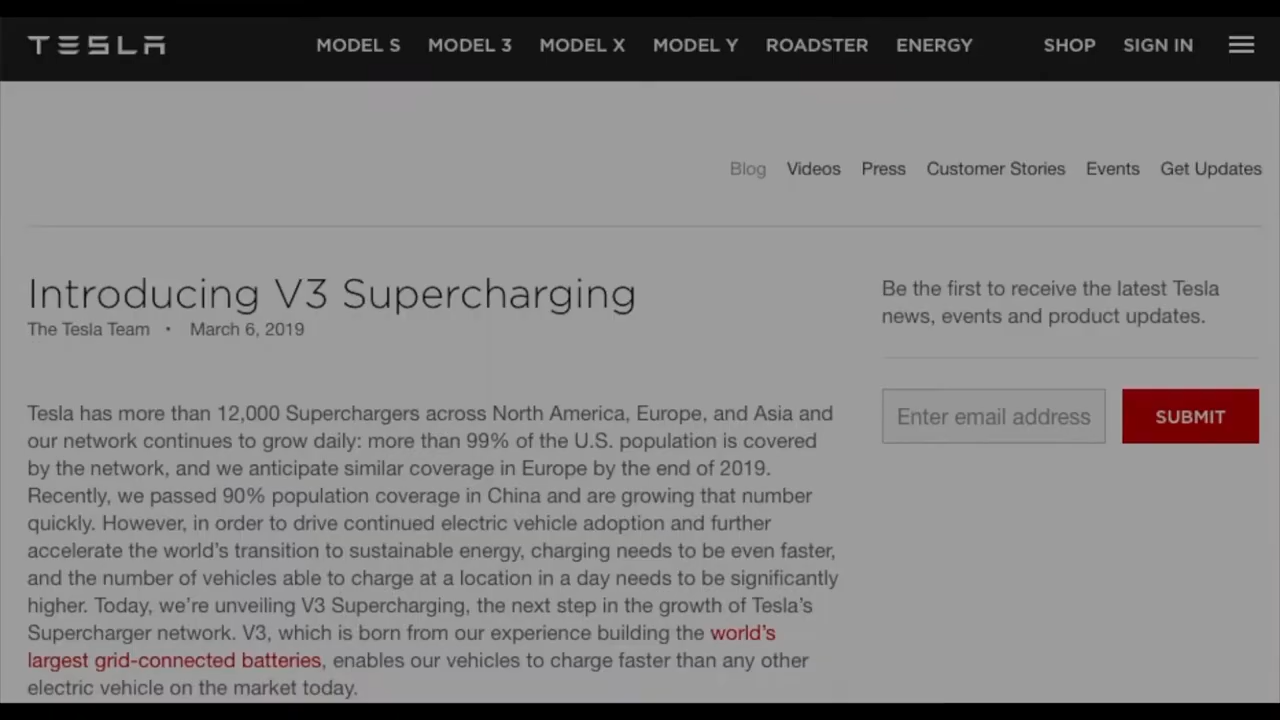 TESLA MODEL S MODEL 3 MODEL X MODEL Y ROADSTER ENERGY SHOP SIGN IN
Blog Videos Press Customer Stories Events Get Updates
Introducing V3 Supercharging
The Tesla Team • March 6, 2019
Tesla has more than 12,000 Superchargers across North America, Europe, and Asia and
our network continues to grow daily: more than 99% of the U.S. population is covered
by the network, and we anticipate similar coverage in Europe by the end of 2019.
Recently, we passed 90% population coverage in China and are growing that number
quickly. However, in order to drive continued electric vehicle adoption and further
accelerate the world’s transition to sustainable energy, charging needs to be even faster,
and the number of vehicles able to charge at a location in a day needs to be significantly
higher. Today, we’re unveiling V3 Supercharging, the next step in the growth of Tesla’s
Supercharger network. V3, which is born from our experience building the world’s
largest grid-connected batteries, enables our vehicles to charge faster than any other
electric vehicle on the market today.
Be the first to receive the latest Tesla
news, events and product updates.
Enter email address SUBMIT